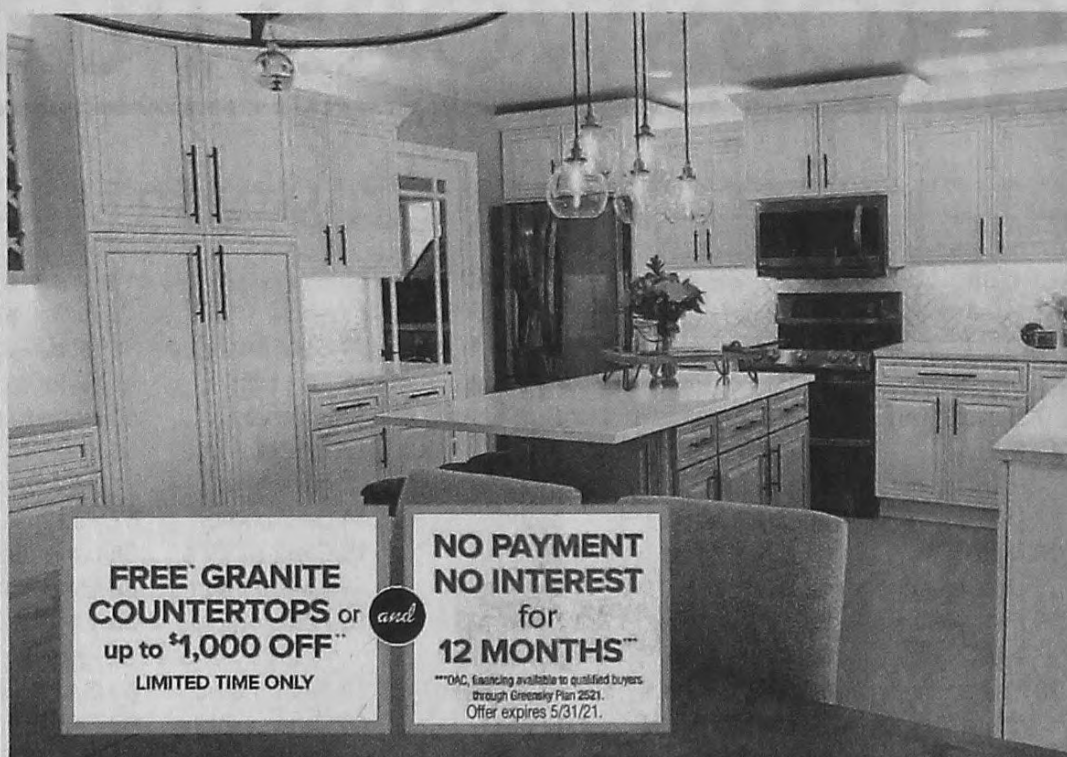 FREE* GRANITE
COUNTERTOPS or
up to $1,000 OFF**
LIMITED TIME ONLY
and
NO PAYMENT
NO INTEREST
for
12 MONTHS***
***OAC, financing available to qualified buyers
through Greensky Plan 2521.
Offer expires 5/31/21.